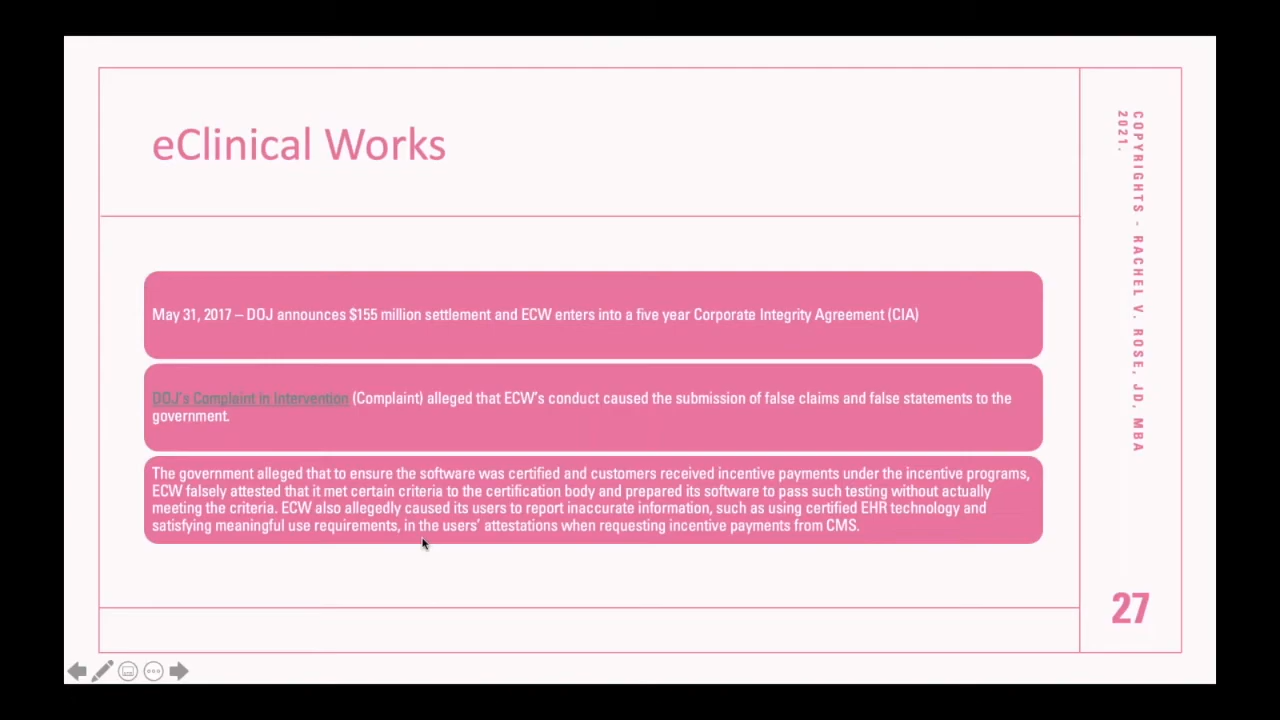 eClinical Works
May 31, 2017 – DOJ announces $155 million settlement and ECW enters into a five year Corporate Integrity Agreement (CIA)
DOJ's Complaint in Intervention (Complaint) alleged that ECW's conduct caused the submission of false claims and false statements to the
government.
The government alleged that to ensure the software was certified and customers received incentive payments under the incentive programs,
ECW falsely attested that it met certain criteria to the certification body and prepared its software to pass such testing without actually
meeting the criteria. ECW also allegedly caused its users to report inaccurate information, such as using certified EHR technology and
satisfying meaningful use requirements, in the users' attestations when requesting incentive payments from CMS.
COPYRIGHTS - RACHEL V. ROSE, JD, MBA
2021.
27